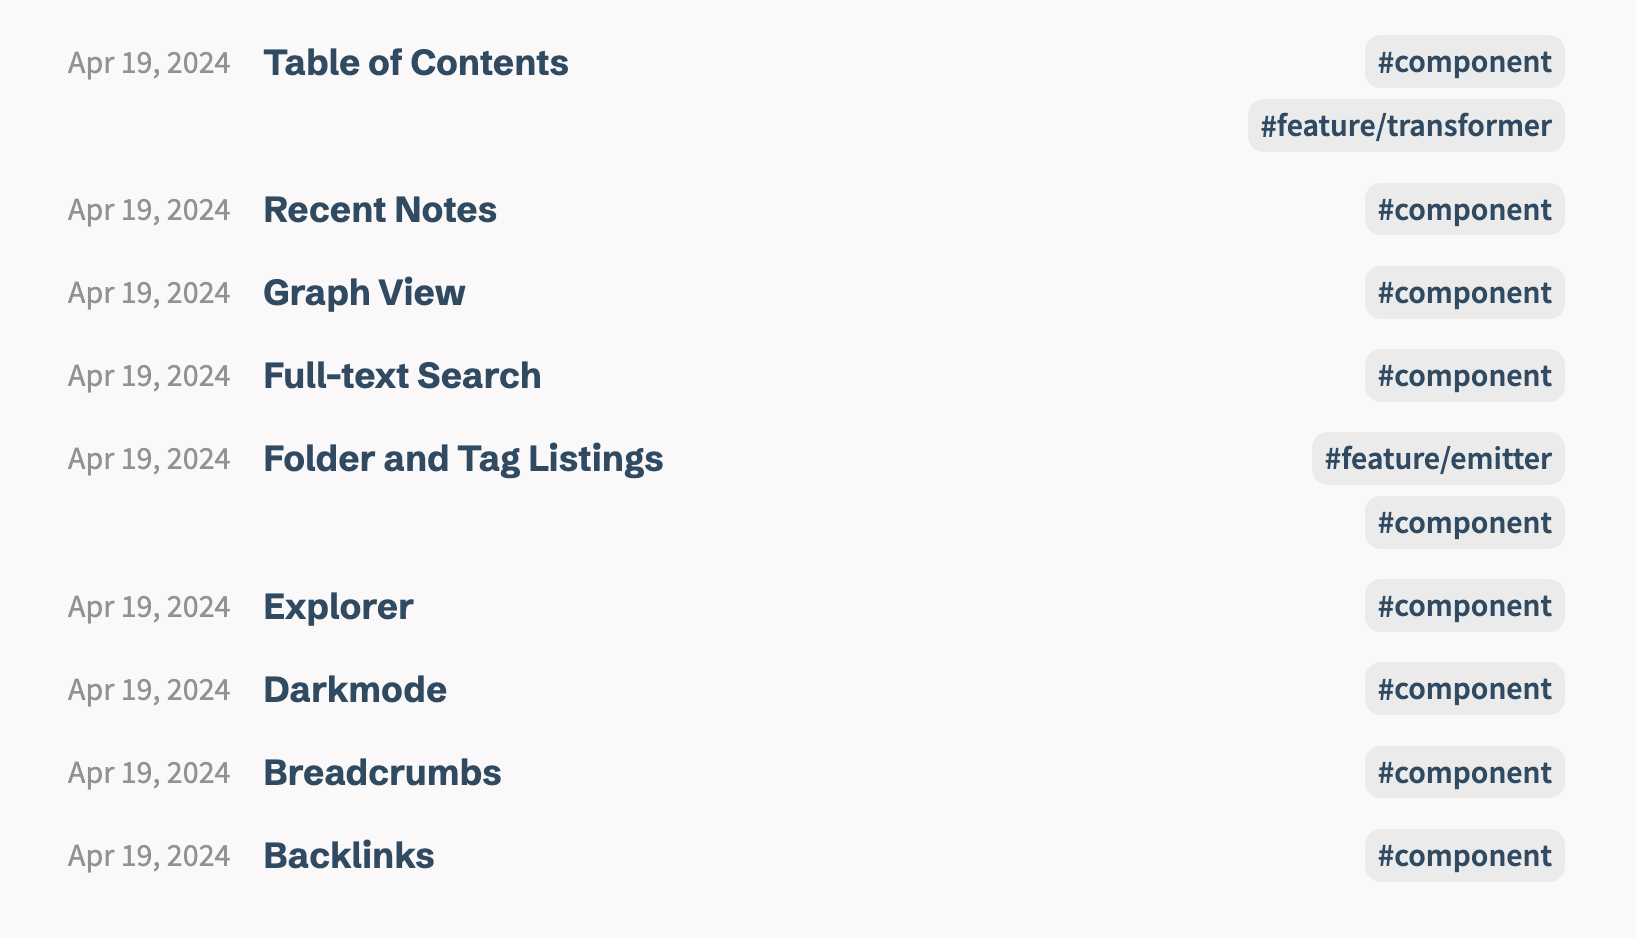 Apr 19, 2024 Table of Contents #component
#feature/transformer
Apr 19, 2024 Recent Notes #component
Apr 19, 2024 Graph View #component
Apr 19, 2024 Full-text Search #component
Apr 19, 2024 Folder and Tag Listings #feature/emitter
#component
Apr 19, 2024 Explorer #component
Apr 19, 2024 Darkmode #component
Apr 19, 2024 Breadcrumbs #component
Apr 19, 2024 Backlinks #component